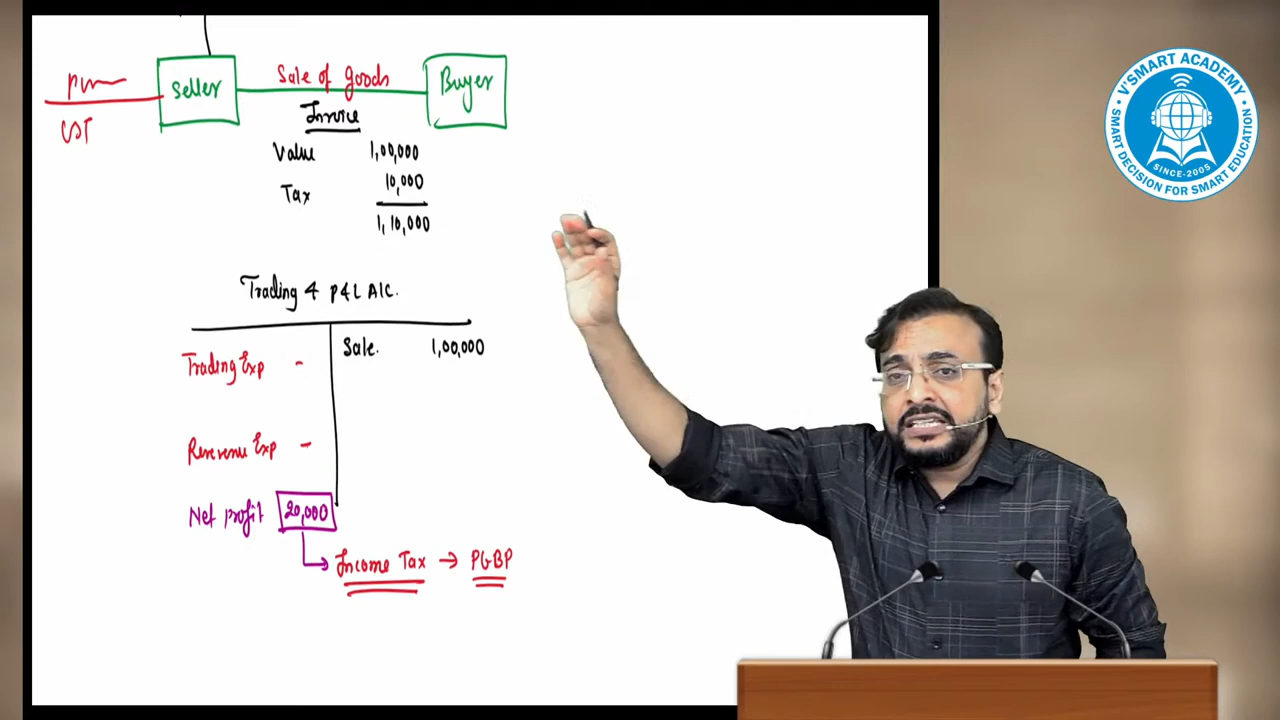 Seller
Sale of goods
Buyer
Invoice
Value 1,00,000
Tax 10,000
1,10,000
Trading & P&L A/C.
Sale. 1,00,000
Trading Exp -
Revenue Exp -
Net profit 20,000
Income Tax → PGBP
V'SMART ACADEMY
SINCE-2005
SMART DECISION FOR SMART EDUCATION